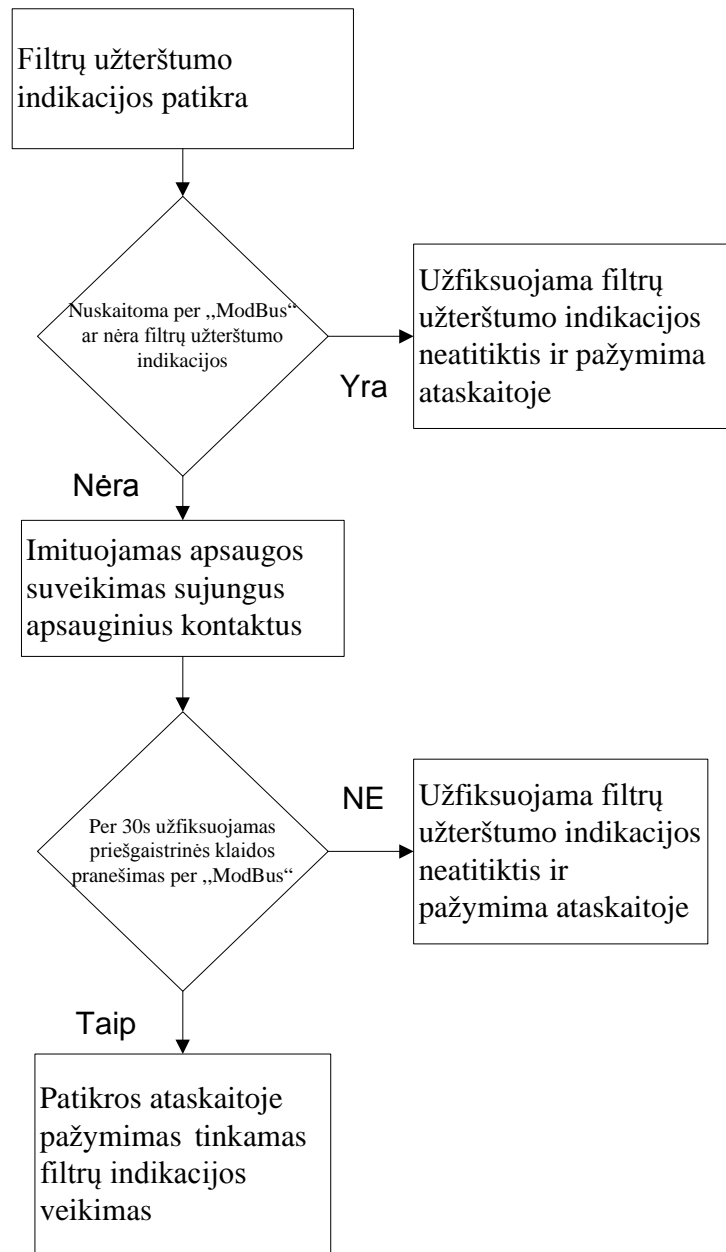 Filtrų užterštumo
indikacijos patikra
Nuskaitoma per ,,ModBus“
ar nėra filtrų užterštumo
indikacijos
Yra
Užfiksuojama filtrų
užterštumo indikacijos
neatitiktis ir pažymima
ataskaitoje
Nėra
Imituojamas apsaugos
suveikimas sujungus
apsauginius kontaktus
Per 30s užfiksuojamas
priešgaistrinės klaidos
pranešimas per ,,ModBus“
NE
Užfiksuojama filtrų
užterštumo indikacijos
neatitiktis ir
pažymima ataskaitoje
Taip
Patikros ataskaitoje
pažymimas tinkamas
filtrų indikacijos
veikimas